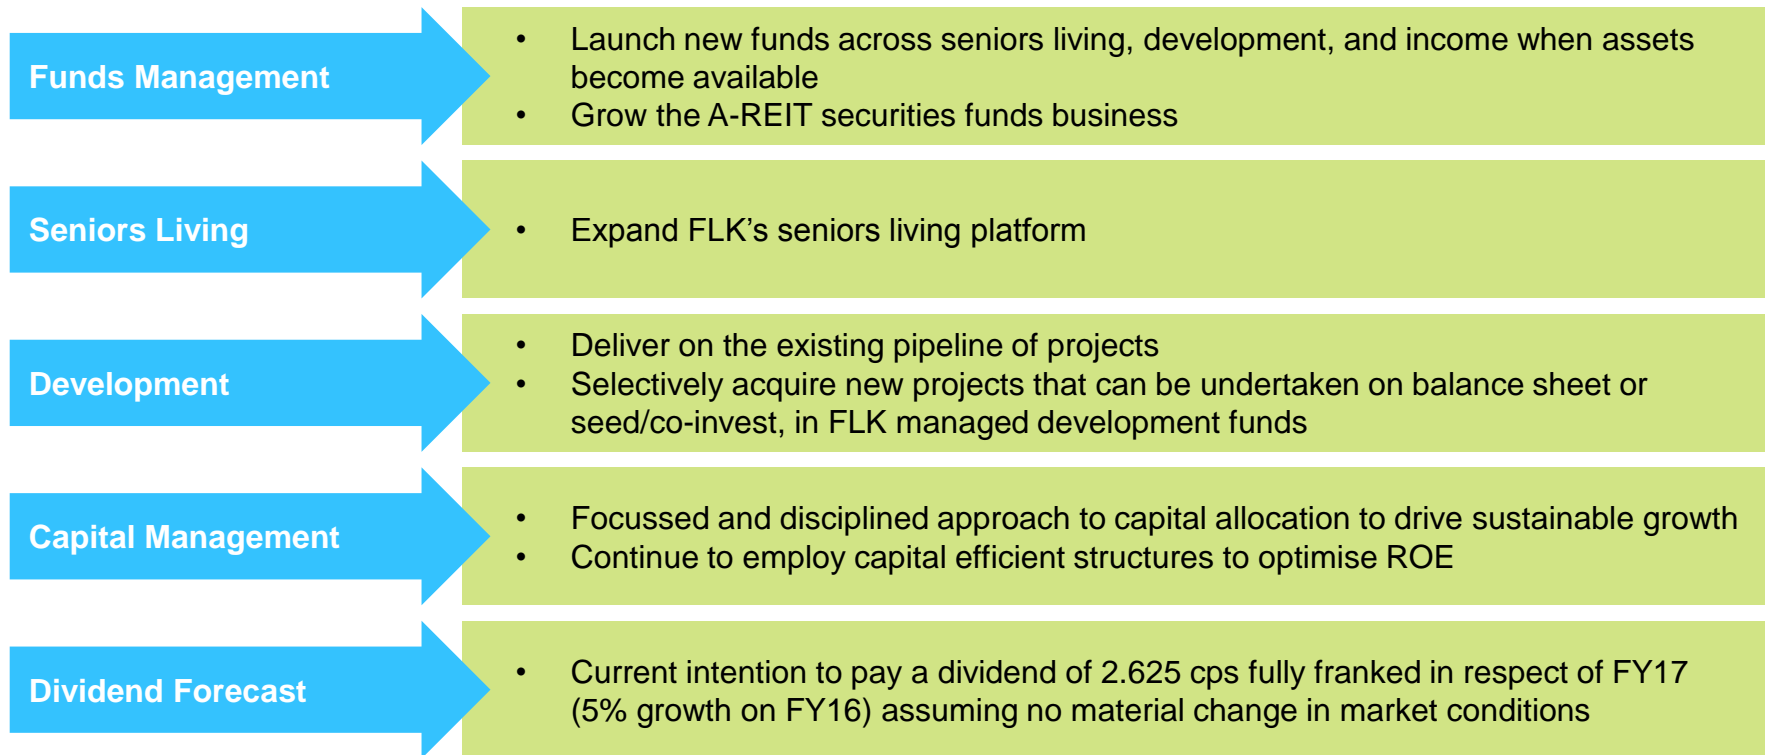 Funds Management
• Launch new funds across seniors living, development, and income when assets
become available
• Grow the A-REIT securities funds business
Seniors Living
• Expand FLK’s seniors living platform
Development
• Deliver on the existing pipeline of projects
• Selectively acquire new projects that can be undertaken on balance sheet or
seed/co-invest, in FLK managed development funds
Capital Management
• Focussed and disciplined approach to capital allocation to drive sustainable growth
• Continue to employ capital efficient structures to optimise ROE
Dividend Forecast
• Current intention to pay a dividend of 2.625 cps fully franked in respect of FY17
(5% growth on FY16) assuming no material change in market conditions